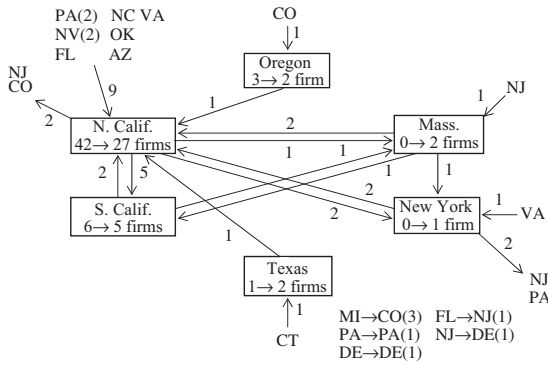 PA(2) NC VA
NV(2) OK
FL AZ
CO
1
NJ
CO
9
Oregon
3→2 firm
2
1
1
NJ
N. Calif.
42→27 firms
2
1
1
Mass.
0→2 firms
2
5
1
1
2
2
S. Calif.
6→5 firms
New York
0→1 firm
1
VA
1
2
Texas
1→2 firms
NJ
PA
1
CT
MI→CO(3) FL→NJ(1)
PA→PA(1) NJ→DE(1)
DE→DE(1)